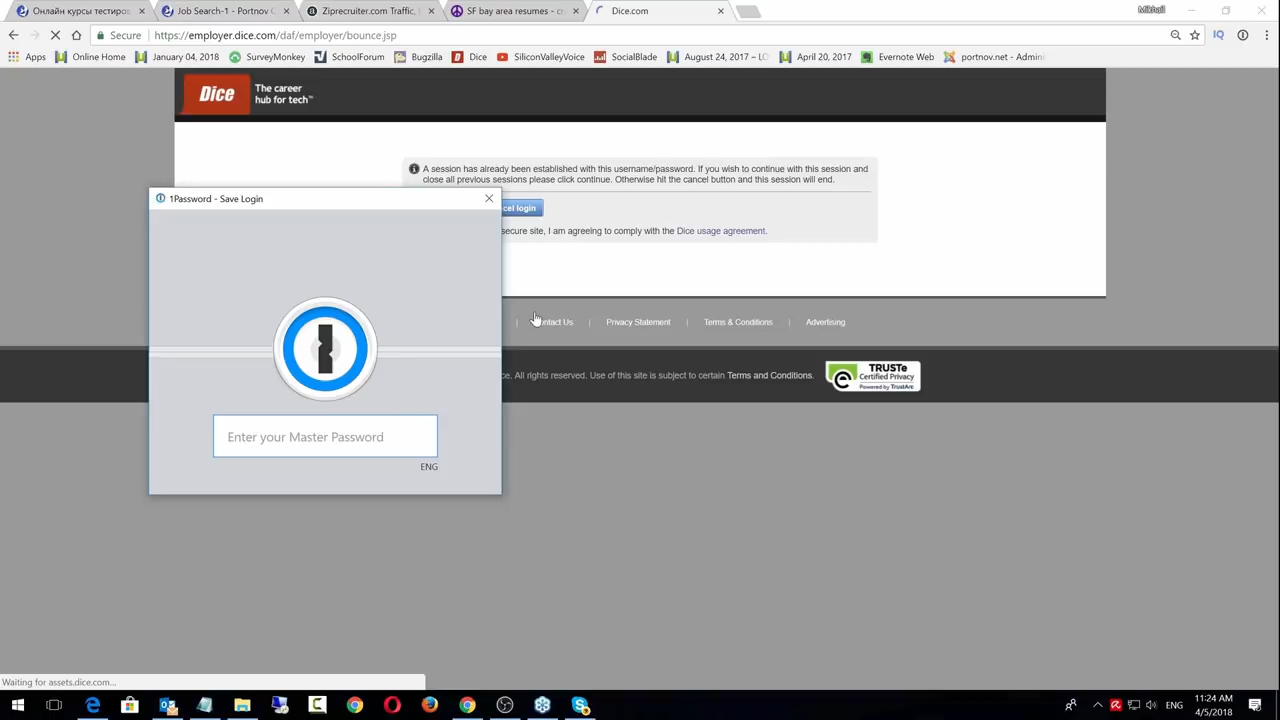 Онлайн курсы тестиров
Job Search-1 - Portnov C
Ziprecruiter.com Traffic,
SF bay area resumes - c
Dice.com
Mikhail
Secure
https://employer.dice.com/daf/employer/bounce.jsp
Apps
Online Home
January 04, 2018
SurveyMonkey
SchoolForum
Bugzilla
Dice
SiliconValleyVoice
SocialBlade
August 24, 2017 – LO
April 20, 2017
Evernote Web
portnov.net - Admini
Dice
The career
hub for tech™
A session has already been established with this username/password. If you wish to continue with this session and
close all previous sessions please click continue. Otherwise hit the cancel button and this session will end.
cel login
secure site, I am agreeing to comply with the Dice usage agreement.
1Password - Save Login
Enter your Master Password
ENG
ontact Us
Privacy Statement
Terms & Conditions
Advertising
ce. All rights reserved. Use of this site is subject to certain Terms and Conditions.
TRUSTe
Certified Privacy
Powered by TrustArc
Waiting for assets.dice.com...
ENG
11:24 AM
4/5/2018